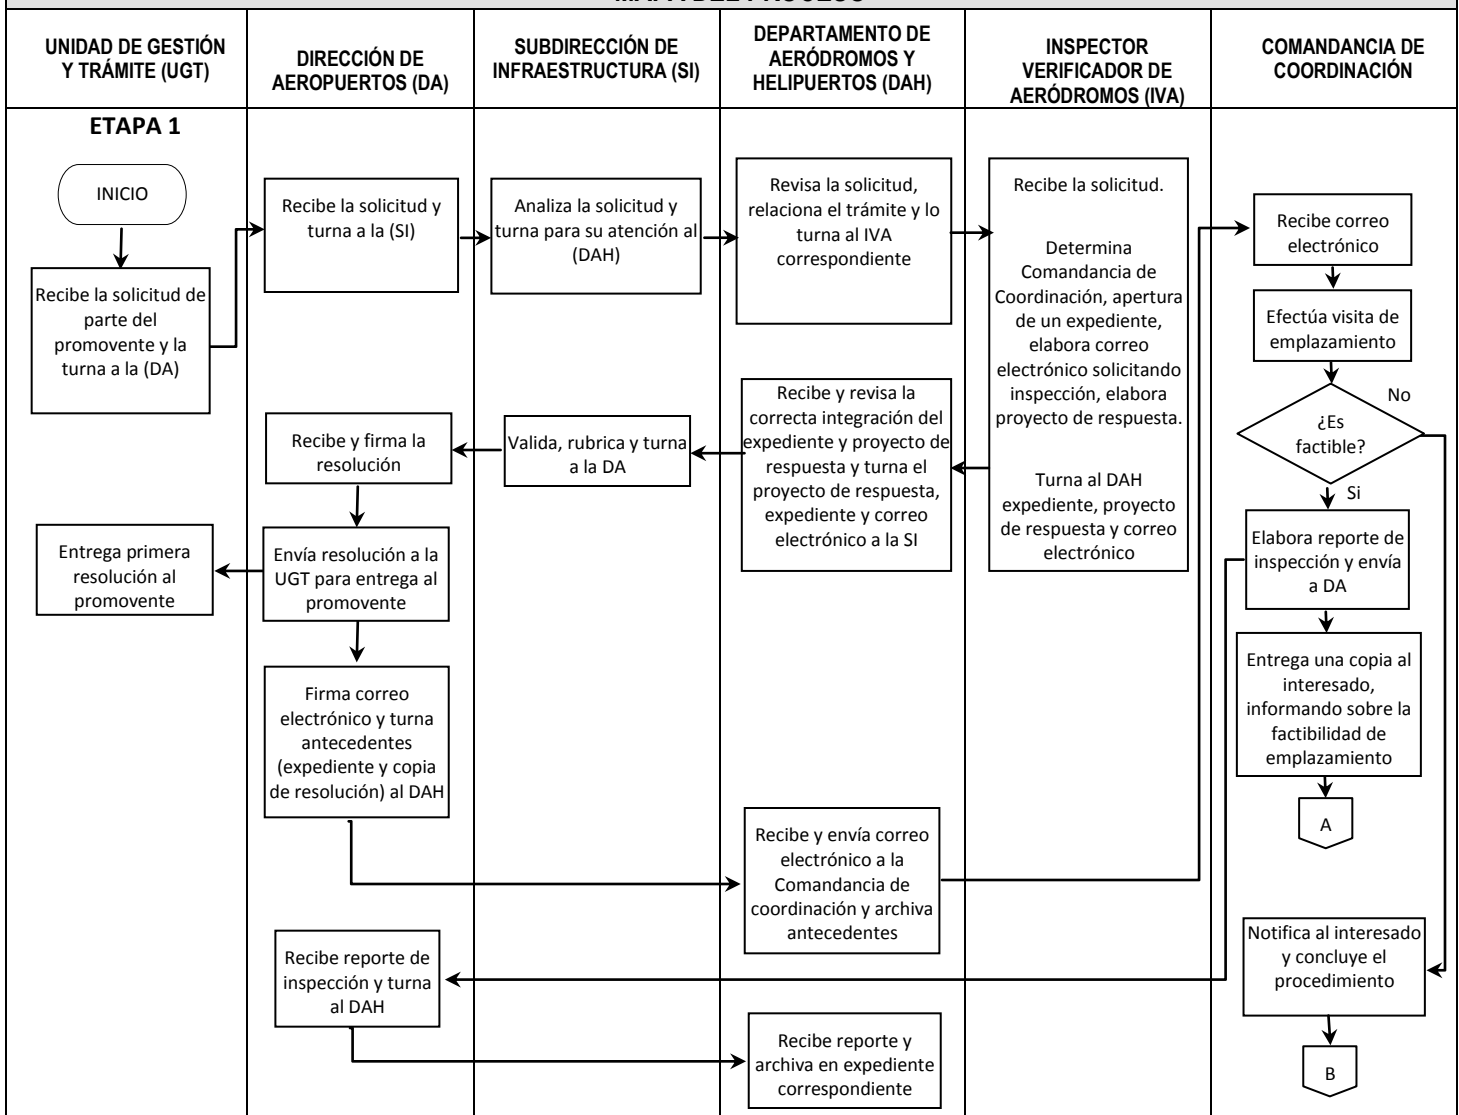 MAPA DEL PROCESO
UNIDAD DE GESTIÓN
Y TRÁMITE (UGT)
DIRECCIÓN DE
AEROPUERTOS (DA)
SUBDIRECCIÓN DE
INFRAESTRUCTURA (SI)
DEPARTAMENTO DE
AERÓDROMOS Y
HELIPUERTOS (DAH)
INSPECTOR
VERIFICADOR DE
AERÓDROMOS (IVA)
COMANDANCIA DE
COORDINACIÓN
ETAPA 1
INICIO
Recibe la solicitud de
parte del
promovente y la
turna a la (DA)
Recibe la solicitud y
turna a la (SI)
Analiza la solicitud y
turna para su atención al
(DAH)
Revisa la solicitud,
relaciona el trámite y lo
turna al IVA
correspondiente
Recibe la solicitud.
Determina
Comandancia de
Coordinación, apertura
de un expediente,
elabora correo
electrónico solicitando
inspección, elabora
proyecto de respuesta.
Turna al DAH
expediente, proyecto
de respuesta y correo
electrónico
Recibe y revisa la
correcta integración del
expediente y proyecto de
respuesta y turna el
proyecto de respuesta,
expediente y correo
electrónico a la SI
Valida, rubrica y turna
a la DA
Recibe y firma la
resolución
Envía resolución a la
UGT para entrega al
promovente
Entrega primera
resolución al
promovente
Firma correo
electrónico y turna
antecedentes
(expediente y copia
de resolución) al DAH
Recibe y envía correo
electrónico a la
Comandancia de
coordinación y archiva
antecedentes
Recibe correo
electrónico
Efectúa visita de
emplazamiento
¿Es
factible?
No
Si
Elabora reporte de
inspección y envía
a DA
Entrega una copia al
interesado,
informando sobre la
factibilidad de
emplazamiento
A
Notifica al interesado
y concluye el
procedimiento
B
Recibe reporte de
inspección y turna
al DAH
Recibe reporte y
archiva en expediente
correspondiente